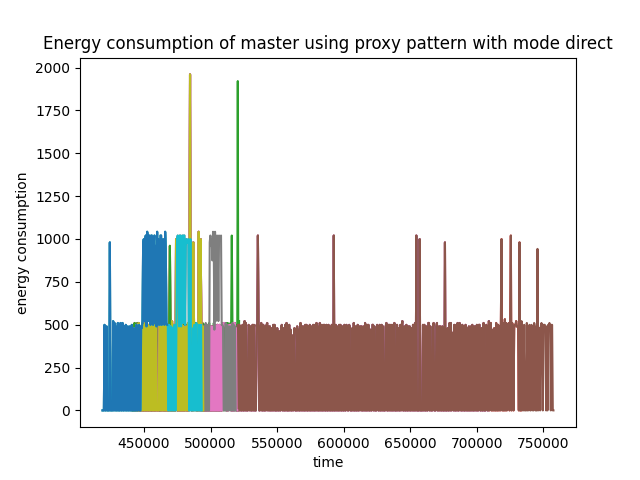 Energy consumption of master using proxy pattern with mode direct
2000
1750
1500
1250
1000
750
500
250
0
energy consumption
450000 500000 550000 600000 650000 700000 750000
time